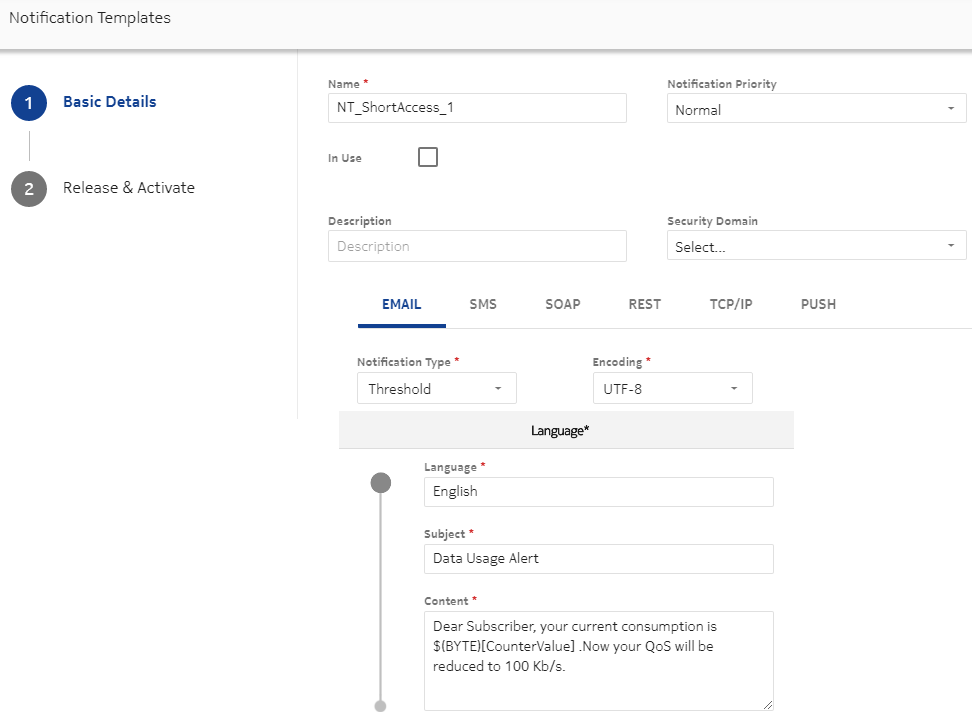 Notification Templates
1 Basic Details
2 Release & Activate
Name * Notification Priority
NT_ShortAccess_1 Normal
In Use
Description Security Domain
Description Select...
EMAIL SMS SOAP REST TCP/IP PUSH
Notification Type * Encoding *
Threshold UTF-8
Language*
Language *
English
Subject *
Data Usage Alert
Content *
Dear Subscriber, your current consumption is
$(BYTE)[CounterValue] .Now your QoS will be
reduced to 100 Kb/s.